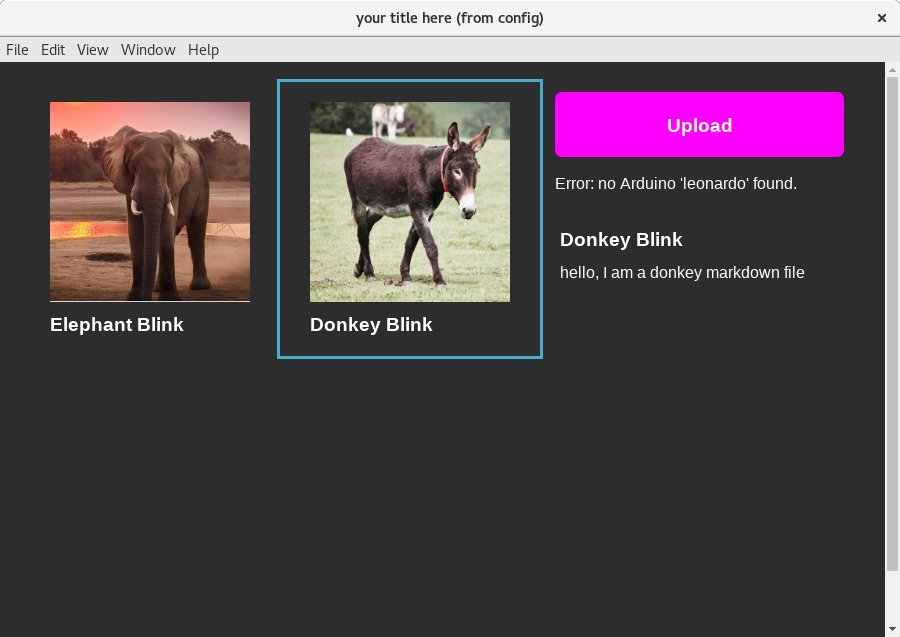 your title here (from config)
File Edit View Window Help
Upload
Error: no Arduino 'leonardo' found.
Donkey Blink
hello, I am a donkey markdown file
Elephant Blink
Donkey Blink